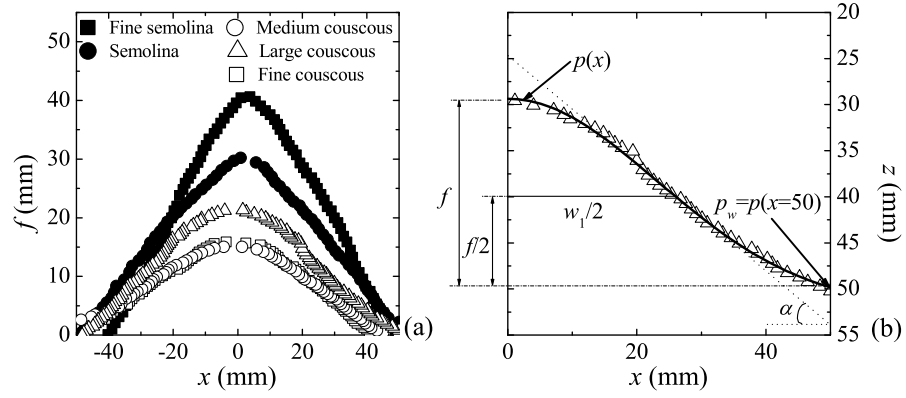 Fine semolina
Semolina
Medium couscous
Large couscous
Fine couscous
50
40
30
20
10
0
f (mm)
-40 -20 0 20 40
x (mm)
(a)
p(x)
f
f/2
w₁/2
p_w=p(x=50)
α
20
25
30
35
40
45
50
55
z (mm)
0 20 40
x (mm)
(b)